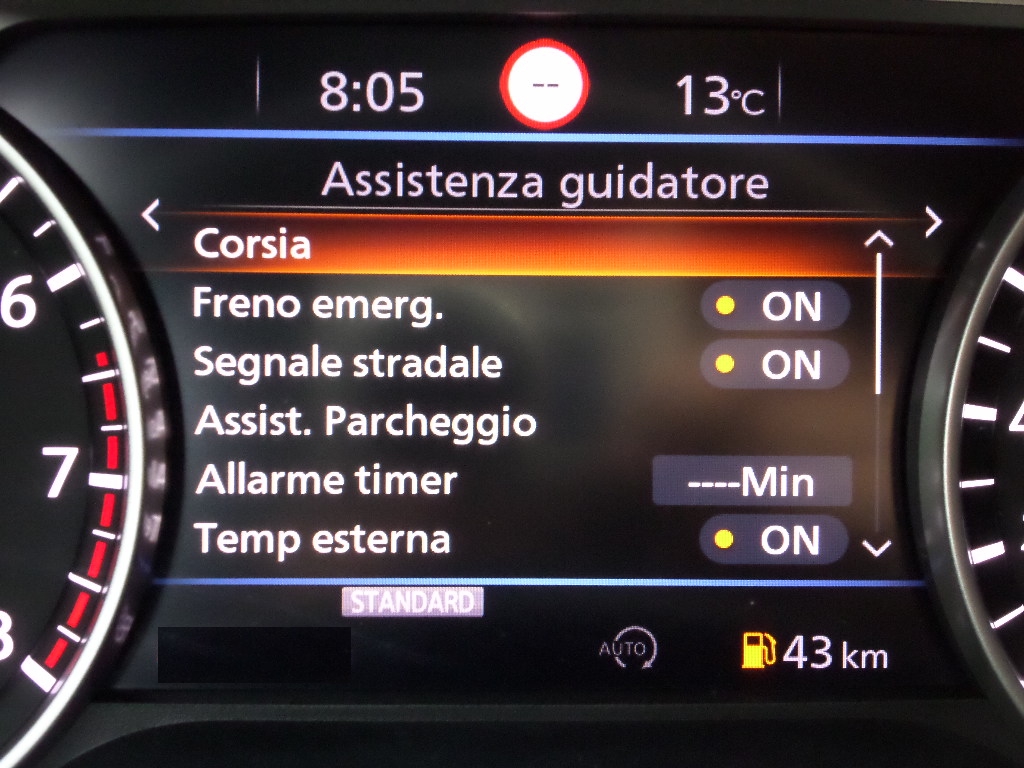 8:05 -- 13°C
Assistenza guidatore
Corsia
Freno emerg. ON
Segnale stradale ON
Assist. Parcheggio
Allarme timer ----Min
Temp esterna ON
STANDARD
AUTO 43 km
6
7
8
4